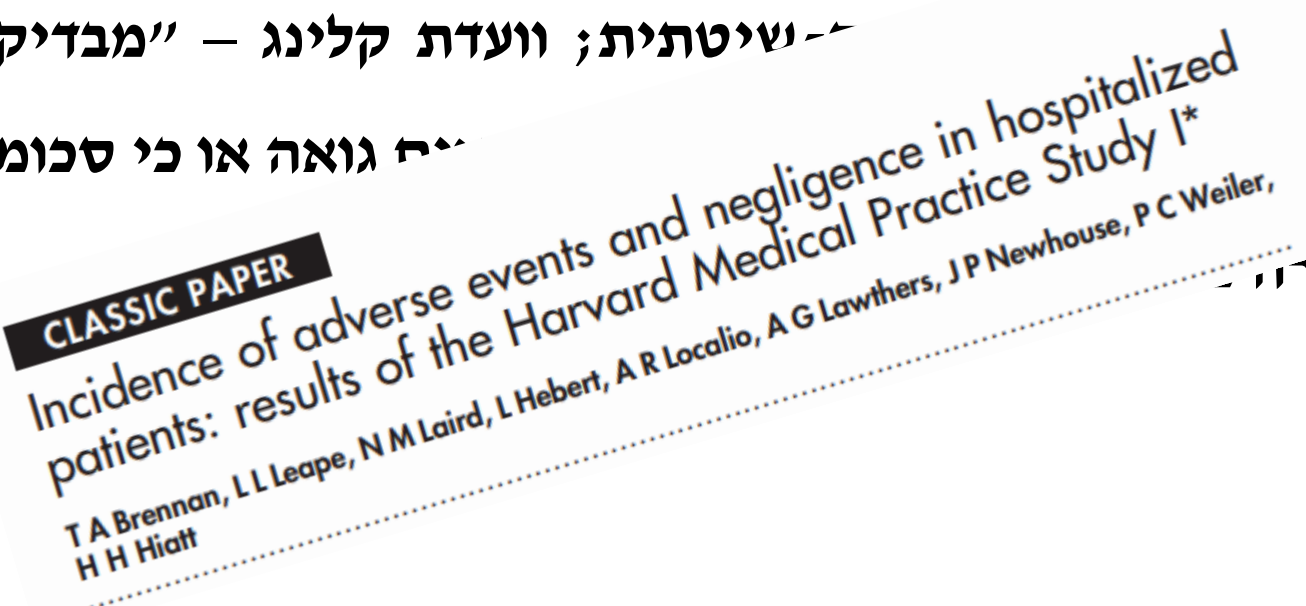 שיטתית; וועדת קלינג – "מבדיק
גואה או כי סכומ
CLASSIC PAPER
Incidence of adverse events and negligence in hospitalized
patients: results of the Harvard Medical Practice Study I*
T A Brennan, L L Leape, N M Laird, L Hebert, A R Localio, A G Lawthers, J P Newhouse, P C Weiler,
H H Hiatt